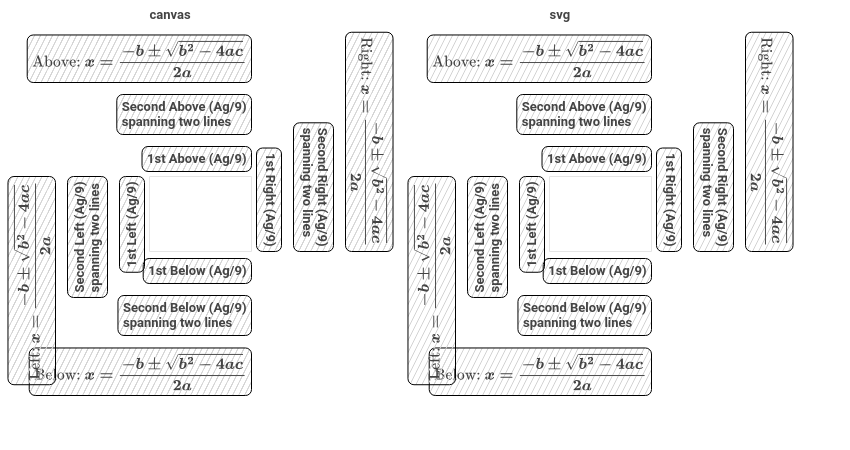 canvas
Above: x = \frac{-b \pm \sqrt{b^2 - 4ac}}{2a}
Second Above (Ag/9)
spanning two lines
1st Above (Ag/9)
Left: x = \frac{-b \pm \sqrt{b^2 - 4ac}}{2a}
Second Left (Ag/9)
spanning two lines
1st Left (Ag/9)
1st Right (Ag/9)
Second Right (Ag/9)
spanning two lines
Right: x = \frac{-b \pm \sqrt{b^2 - 4ac}}{2a}
1st Below (Ag/9)
Second Below (Ag/9)
spanning two lines
Below: x = \frac{-b \pm \sqrt{b^2 - 4ac}}{2a}
svg
Above: x = \frac{-b \pm \sqrt{b^2 - 4ac}}{2a}
Second Above (Ag/9)
spanning two lines
1st Above (Ag/9)
Left: x = \frac{-b \pm \sqrt{b^2 - 4ac}}{2a}
Second Left (Ag/9)
spanning two lines
1st Left (Ag/9)
1st Right (Ag/9)
Second Right (Ag/9)
spanning two lines
Right: x = \frac{-b \pm \sqrt{b^2 - 4ac}}{2a}
1st Below (Ag/9)
Second Below (Ag/9)
spanning two lines
Below: x = \frac{-b \pm \sqrt{b^2 - 4ac}}{2a}